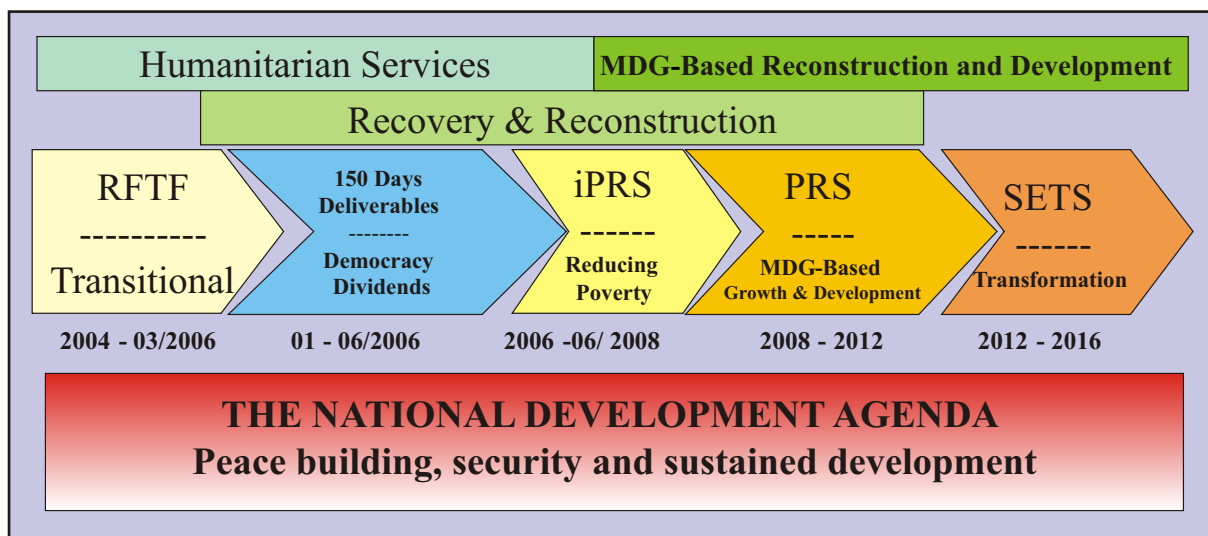 Humanitarian Services
MDG-Based Reconstruction and Development
Recovery & Reconstruction
RFTF
----------
Transitional
150 Days
Deliverables
--------
Democracy
Dividends
iPRS
------
Reducing
Poverty
PRS
-----
MDG-Based
Growth & Development
SETS
------
Transformation
2004 - 03/2006
01 - 06/2006
2006 -06/ 2008
2008 - 2012
2012 - 2016
THE NATIONAL DEVELOPMENT AGENDA
Peace building, security and sustained development